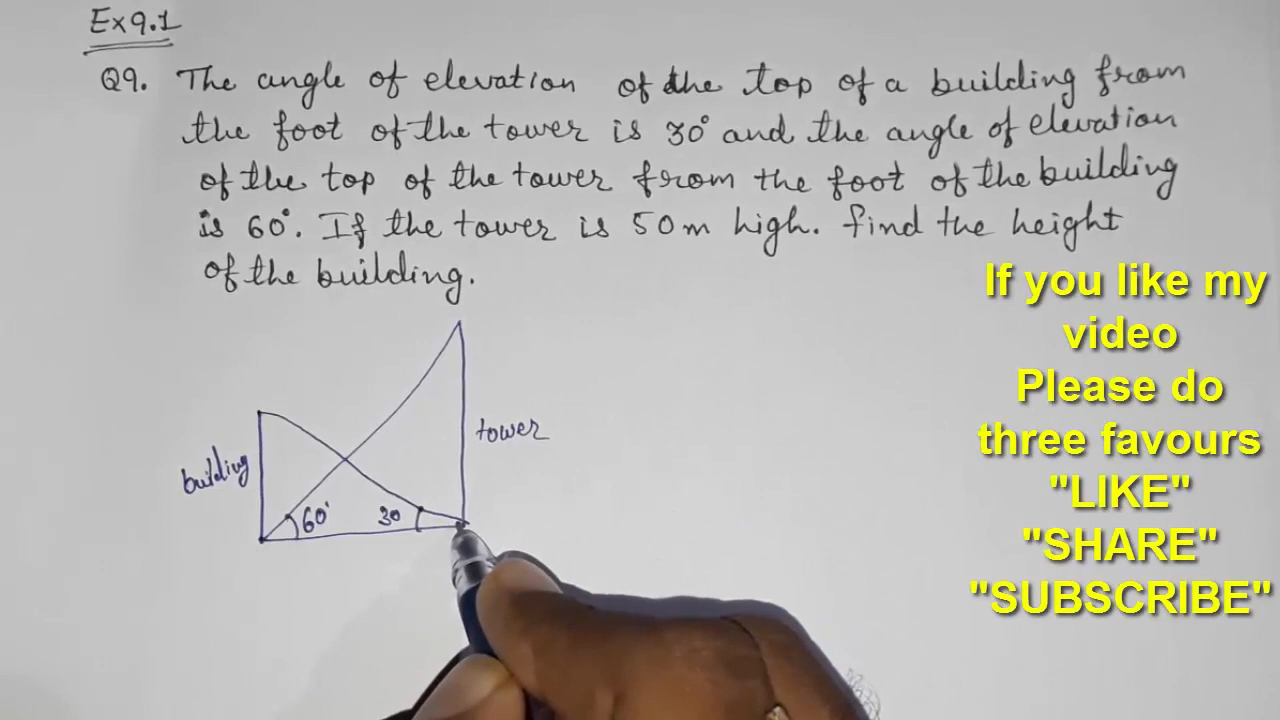 Ex 9.1
Q9. The angle of elevation of the top of a building from
the foot of the tower is 30° and the angle of elevation
of the top of the tower from the foot of the building
is 60°. If the tower is 50m high. find the height
of the building.
If you like my
video
Please do
three favours
"LIKE"
"SHARE"
"SUBSCRIBE"
tower
building
60°
30